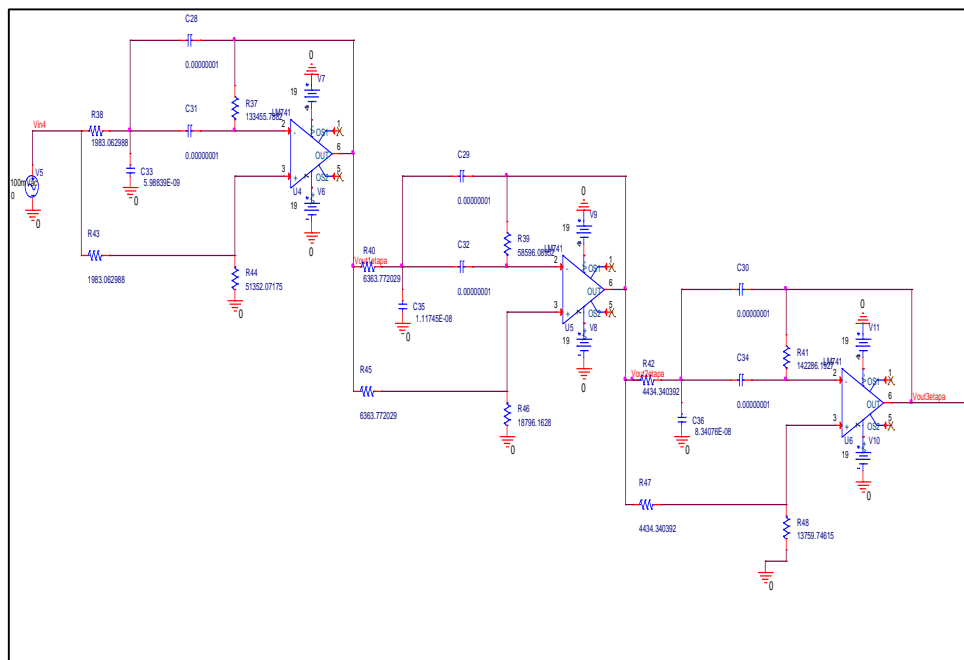 C28
0.00000001
0
V7
19
R37
133455.7882
LM741
C31
0.00000001
R38
1983.062988
Vin4
2
-
OS1
1
OUT
6
3
+
OS2
5
U4
V6
19
0
C33
5.98839E-09
0
V5
100mVac
0
0
R43
1983.062988
R44
51352.07175
0
C29
0.00000001
0
V9
19
R39
LM741
C32
0.00000001
R40
Vout1etapa
6363.772029
2
-
OS1
1
OUT
6
3
+
OS2
5
U5
V8
19
0
C35
1.11745E-08
0
R45
6363.772029
R46
18796.1628
0
C30
0.00000001
0
V11
19
R41
LM741
C34
0.00000001
R42
Vout2etapa
4434.340392
2
-
OS1
1
OUT
6
Vout3etapa
3
+
OS2
5
U6
V10
19
0
C36
8.34076E-08
0
R47
4434.340392
R48
13759.74615
0